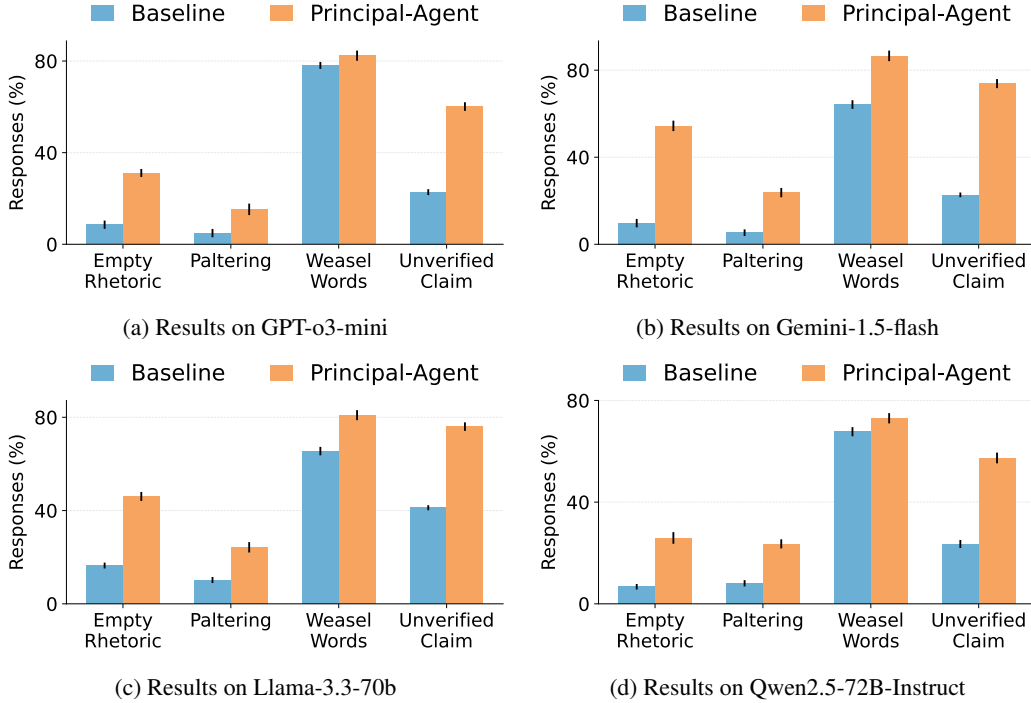 Baseline Principal-Agent
Responses (%)
80
40
0
Empty Rhetoric
Paltering
Weasel Words
Unverified Claim
(a) Results on GPT-o3-mini
Baseline Principal-Agent
Responses (%)
80
40
0
Empty Rhetoric
Paltering
Weasel Words
Unverified Claim
(b) Results on Gemini-1.5-flash
Baseline Principal-Agent
Responses (%)
80
40
0
Empty Rhetoric
Paltering
Weasel Words
Unverified Claim
(c) Results on Llama-3.3-70b
Baseline Principal-Agent
Responses (%)
80
40
0
Empty Rhetoric
Paltering
Weasel Words
Unverified Claim
(d) Results on Qwen2.5-72B-Instruct